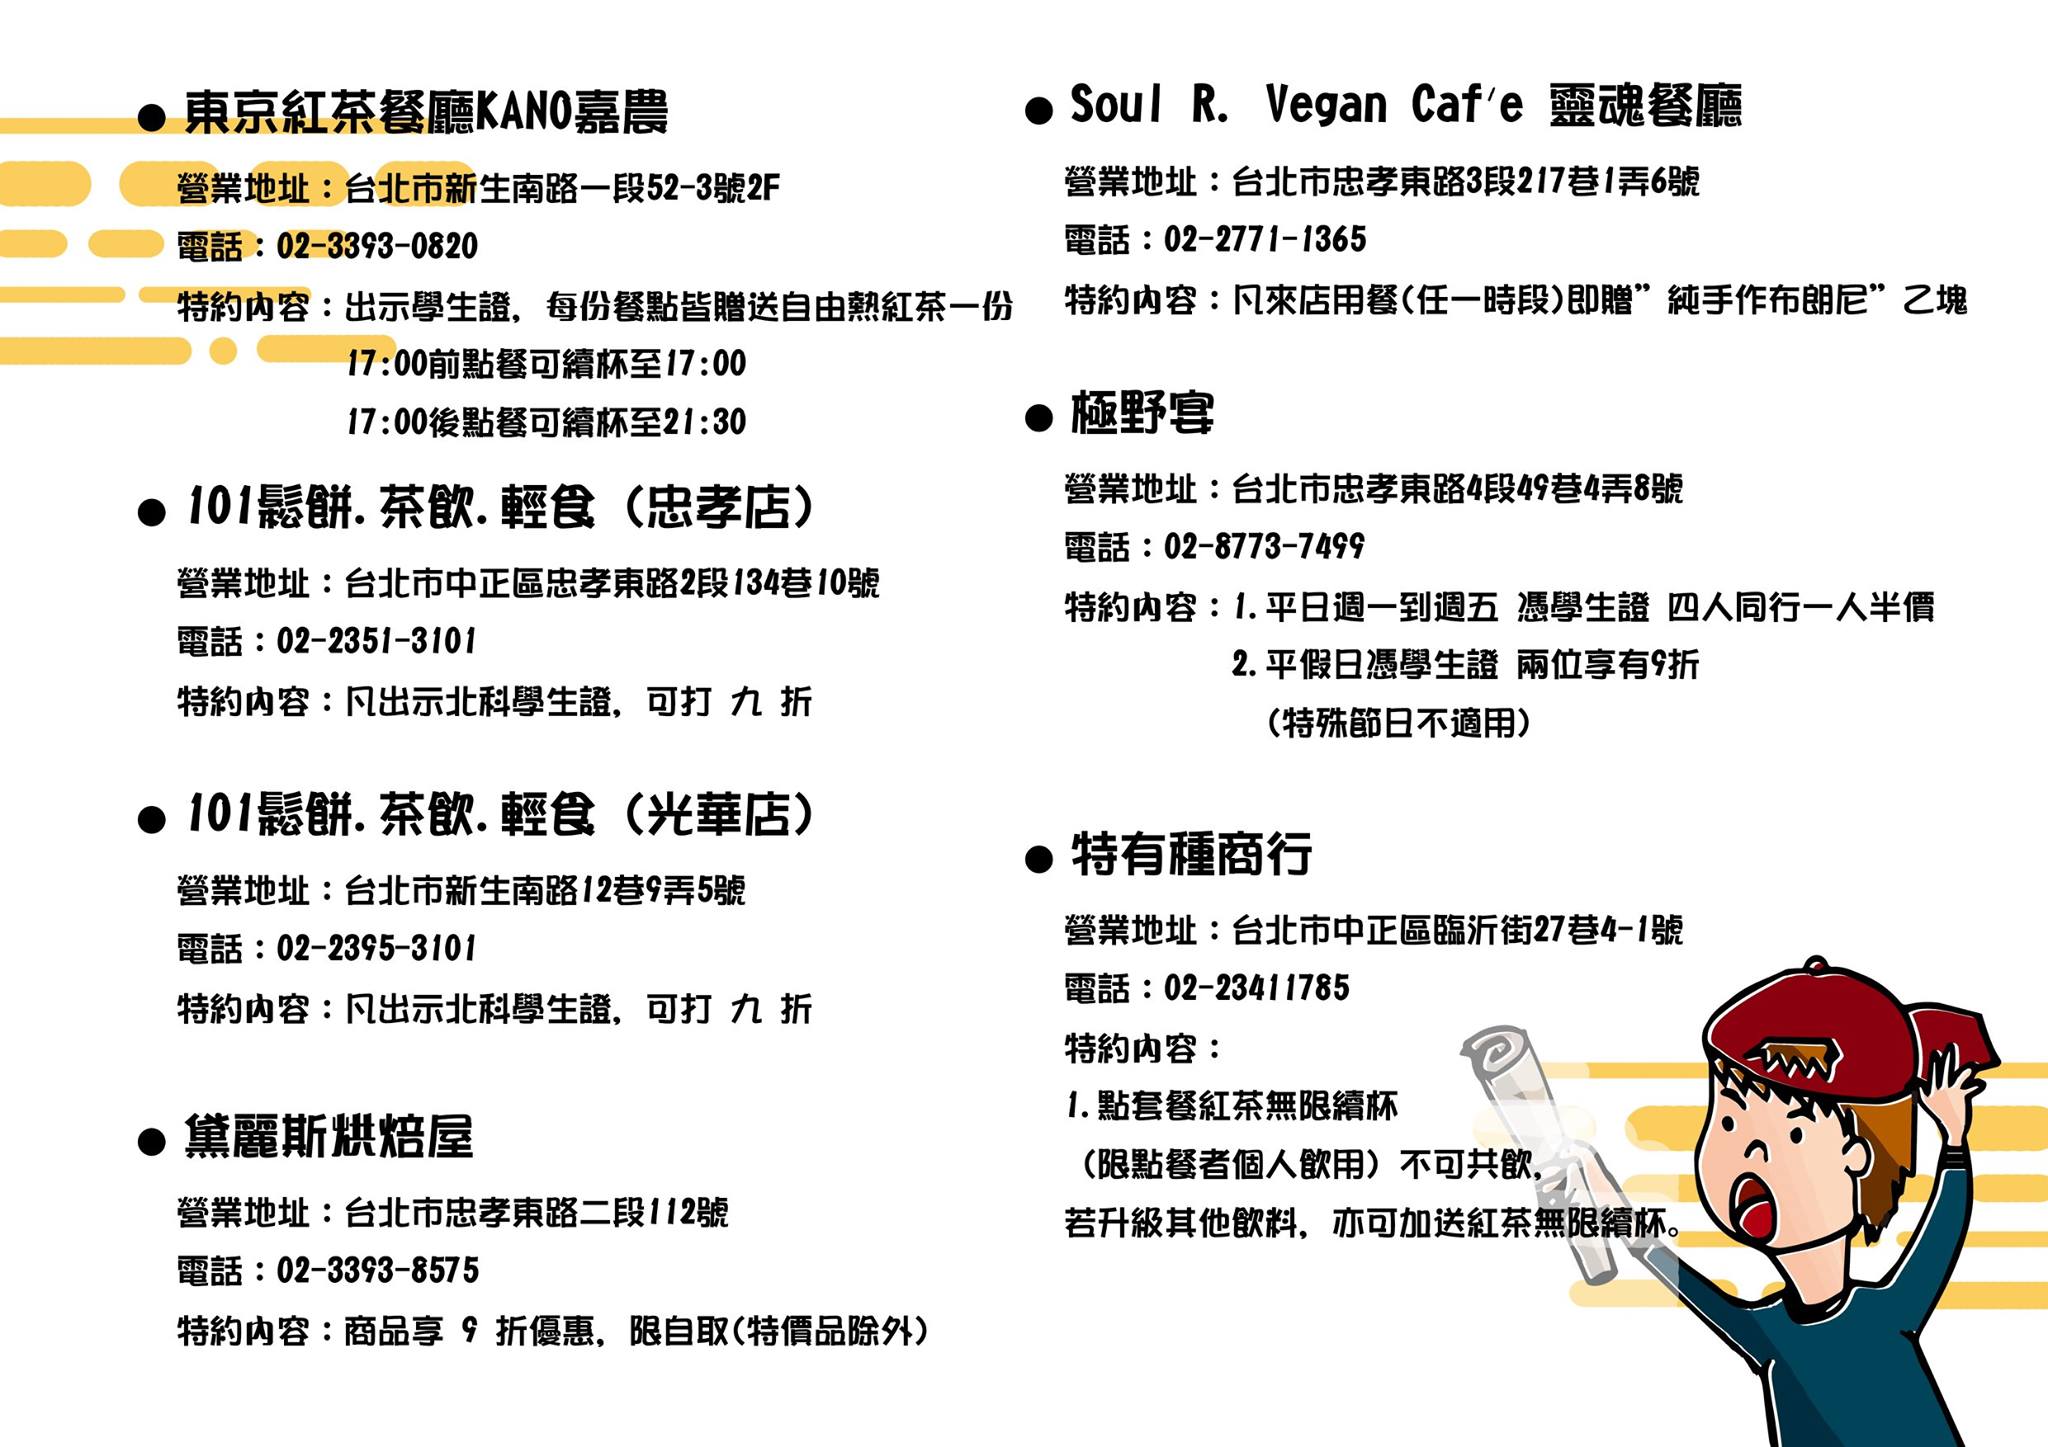 ● 東京紅茶餐廳KANO嘉農
營業地址：台北市新生南路一段52-3號2F
電話：02-3393-0820
特約內容：出示學生證，每份餐點皆贈送自由熱紅茶一份
17:00前點餐可續杯至17:00
17:00後點餐可續杯至21:30
● 101鬆餅.茶飲.輕食（忠孝店）
營業地址：台北市中正區忠孝東路2段134巷10號
電話：02-2351-3101
特約內容：凡出示北科學生證，可打 九 折
● 101鬆餅.茶飲.輕食（光華店）
營業地址：台北市新生南路12巷9弄5號
電話：02-2395-3101
特約內容：凡出示北科學生證，可打 九 折
● 黛麗斯烘焙屋
營業地址：台北市忠孝東路二段112號
電話：02-3393-8575
特約內容：商品享 9 折優惠，限自取(特價品除外)
● Soul R. Vegan Caf'e 靈魂餐廳
營業地址：台北市忠孝東路3段217巷1弄6號
電話：02-2771-1365
特約內容：凡來店用餐(任一時段)即贈”純手作布朗尼”乙塊
● 極野宴
營業地址：台北市忠孝東路4段49巷4弄8號
電話：02-8773-7499
特約內容：1.平日週一到週五 憑學生證 四人同行一人半價
2.平假日憑學生證 兩位享有9折
（特殊節日不適用）
● 特有種商行
營業地址：台北市中正區臨沂街27巷4-1號
電話：02-23411785
特約內容：
1.點套餐紅茶無限續杯
（限點餐者個人飲用）不可共飲，
若升級其他飲料，亦可加送紅茶無限續杯。